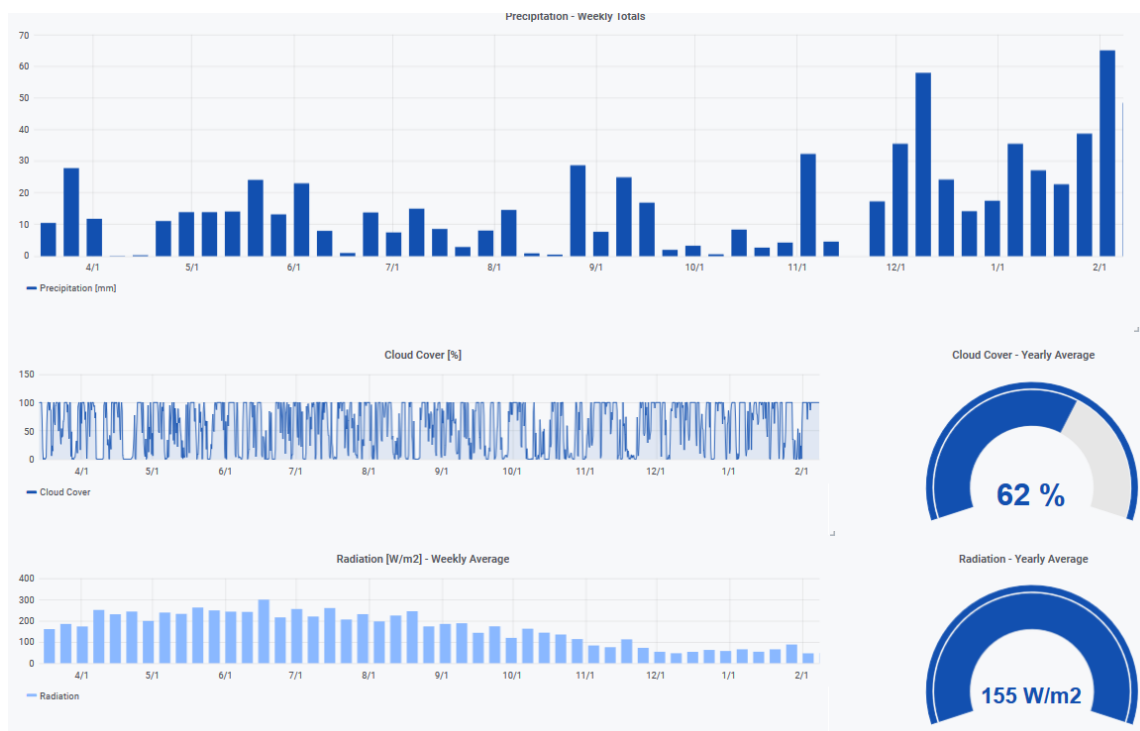 Precipitation - Weekly Totals
70
60
50
40
30
20
10
0
4/1 5/1 6/1 7/1 8/1 9/1 10/1 11/1 12/1 1/1 2/1
Precipitation [mm]
Cloud Cover [%]
150
100
50
0
4/1 5/1 6/1 7/1 8/1 9/1 10/1 11/1 12/1 1/1 2/1
Cloud Cover
Cloud Cover - Yearly Average
62 %
Radiation [W/m2] - Weekly Average
400
300
200
100
0
4/1 5/1 6/1 7/1 8/1 9/1 10/1 11/1 12/1 1/1 2/1
Radiation
Radiation - Yearly Average
155 W/m2